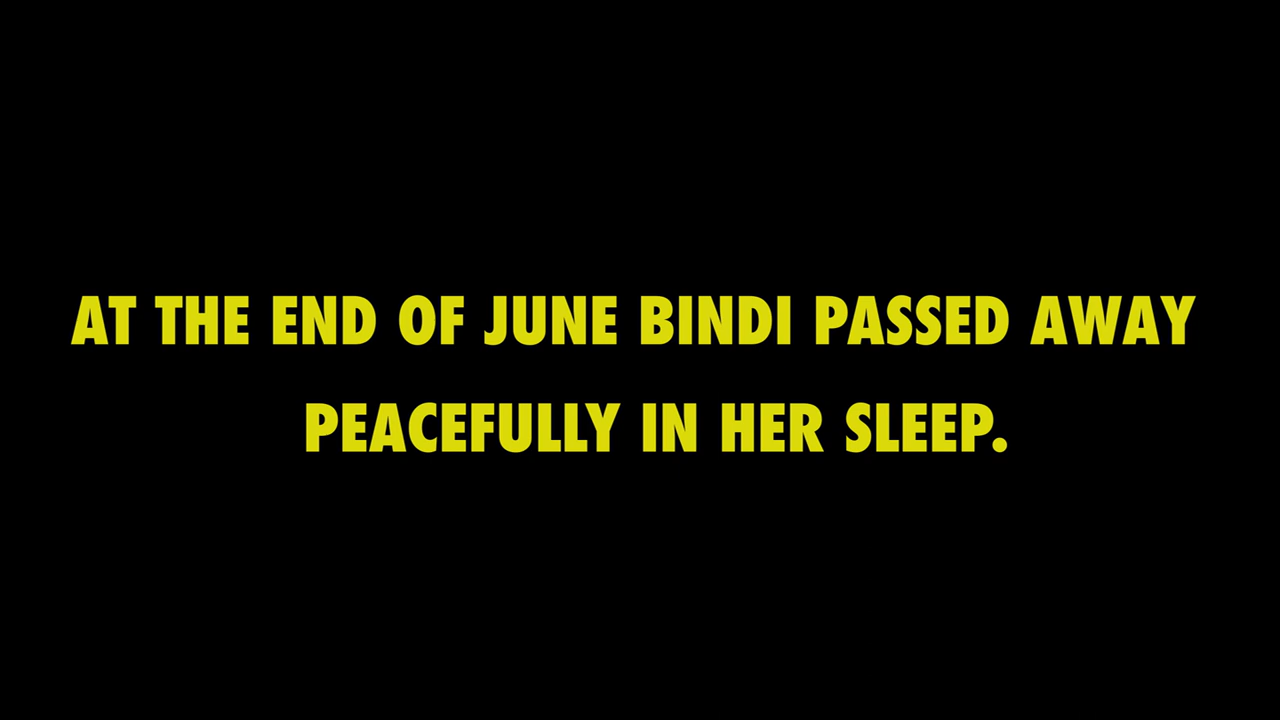 AT THE END OF JUNE BINDI PASSED AWAY
PEACEFULLY IN HER SLEEP.